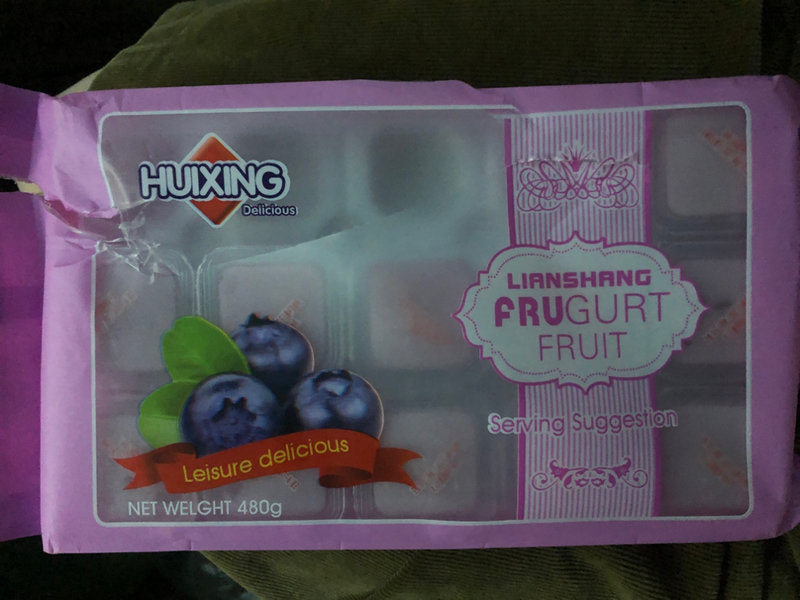 HUIXING
Delicious
LIANSHANG
FRUGURT
FRUIT
Serving Suggestion
Leisure delicious
NET WELGHT 480g